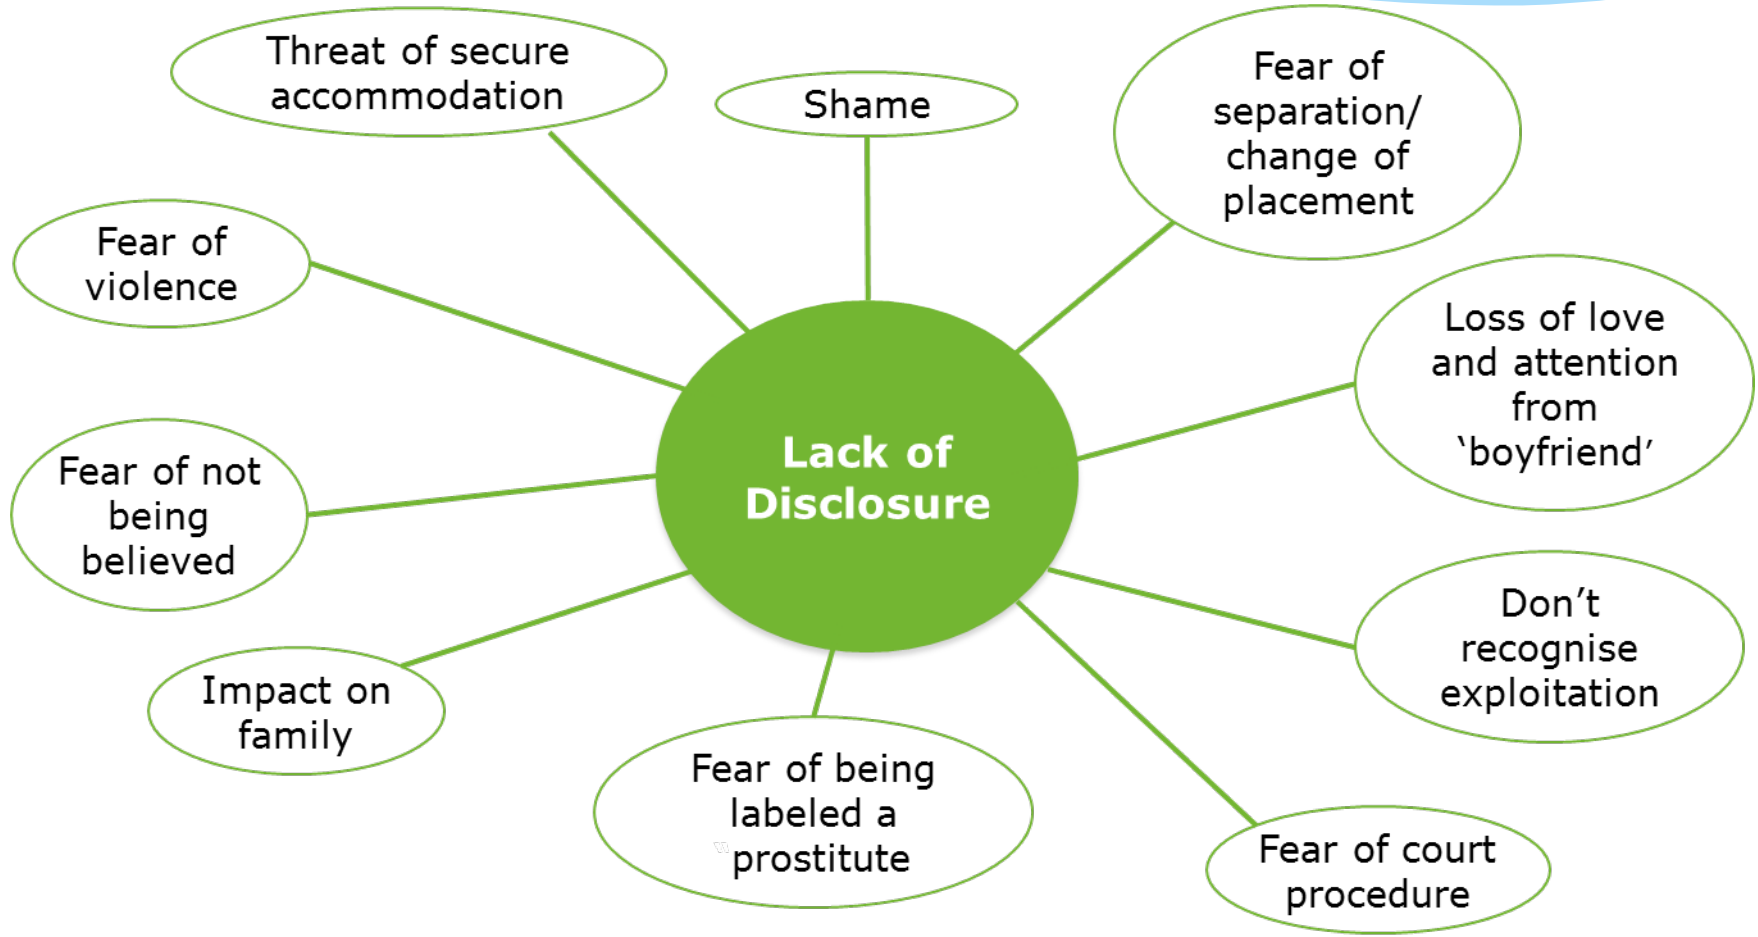 Threat of secure
accommodation
Shame
Fear of
separation/
change of
placement
Fear of
violence
Loss of love
and attention
from
‘boyfriend’
Lack of
Disclosure
Fear of not
being
believed
Don’t
recognise
exploitation
Impact on
family
Fear of being
labeled a
“prostitute
Fear of court
procedure